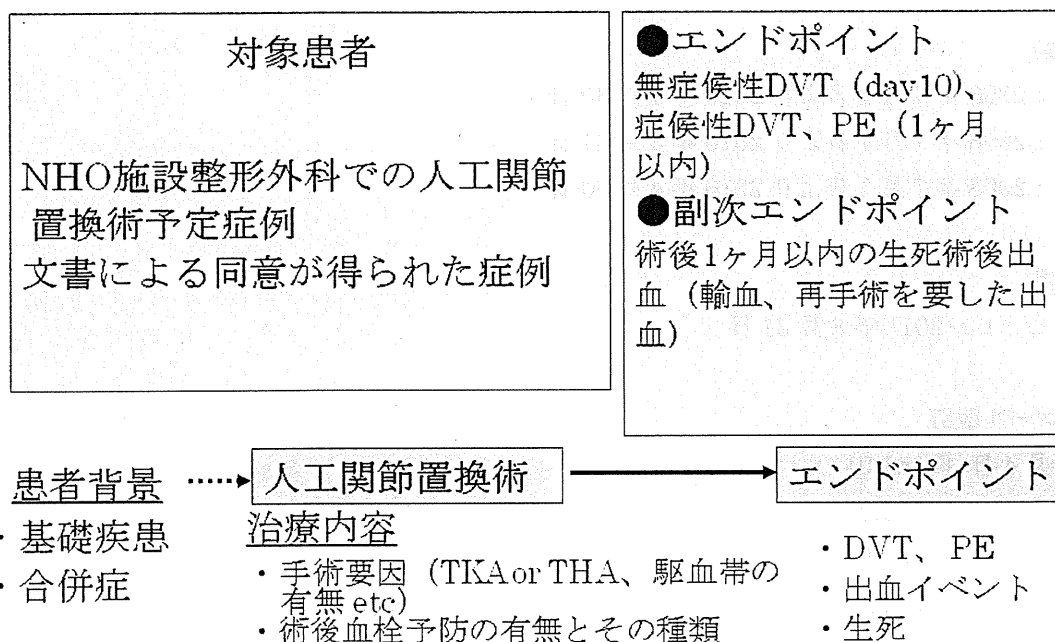 対象患者
NHO施設整形外科での人工関節
置換術予定症例
文書による同意が得られた症例
●エンドポイント
無症候性DVT（day10)、
症候性DVT、PE（1ヶ月
以内）
●副次エンドポイント
術後1ヶ月以内の生死術後出
血（輸血、再手術を要した出
血）
患者背景
・基礎疾患
・合併症
人工関節置換術
治療内容
・手術要因（TKA or THA、駆血帯の
有無 etc）
・術後血栓予防の有無とその種類
エンドポイント
・DVT、PE
・出血イベント
・生死